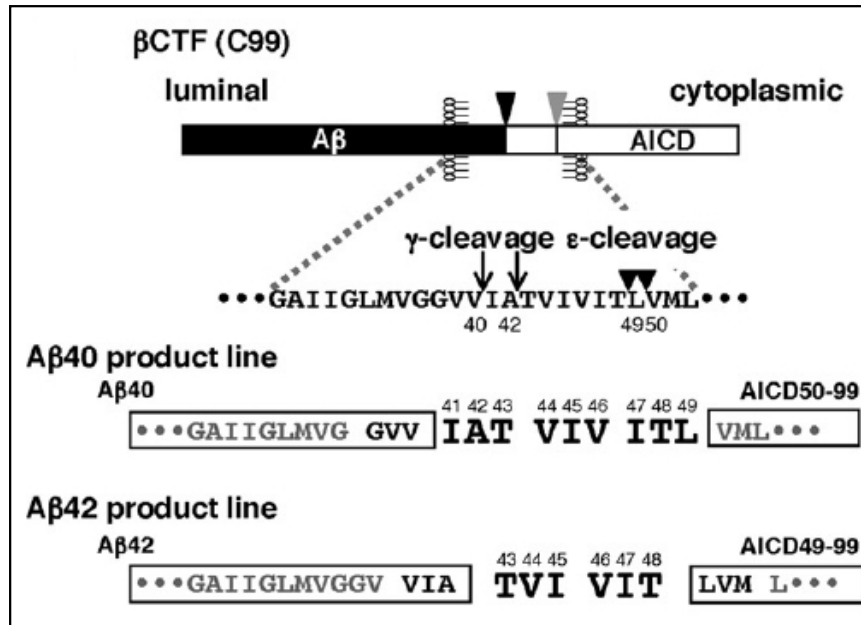 βCTF (C99)
luminal cytoplasmic
Aβ AICD
γ-cleavage ε-cleavage
•••GAIIGLMVGGVVIATVIVITLVML•••
40 42 4950
Aβ40 product line
Aβ40 41 42 43 44 45 46 47 48 49 AICD50-99
•••GAIIGLMVG GVV IAT VIV ITL VML•••
Aβ42 product line
Aβ42 43 44 45 46 47 48 AICD49-99
•••GAIIGLMVGGV VIA TVI VIT LVM L•••